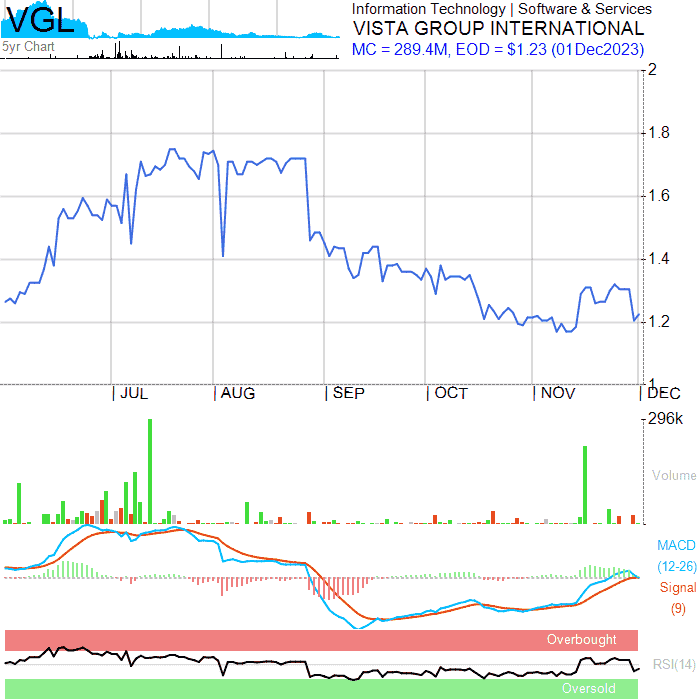 VGL
5yr Chart
Information Technology | Software & Services
VISTA GROUP INTERNATIONAL
MC = 289.4M, EOD = $1.23 (01Dec2023)
2
1.8
1.6
1.4
1.2
1
| JUL | AUG | SEP | OCT | NOV | DEC
296k
Volume
MACD
(12-26)
Signal
(9)
Overbought
RSI(14)
Oversold